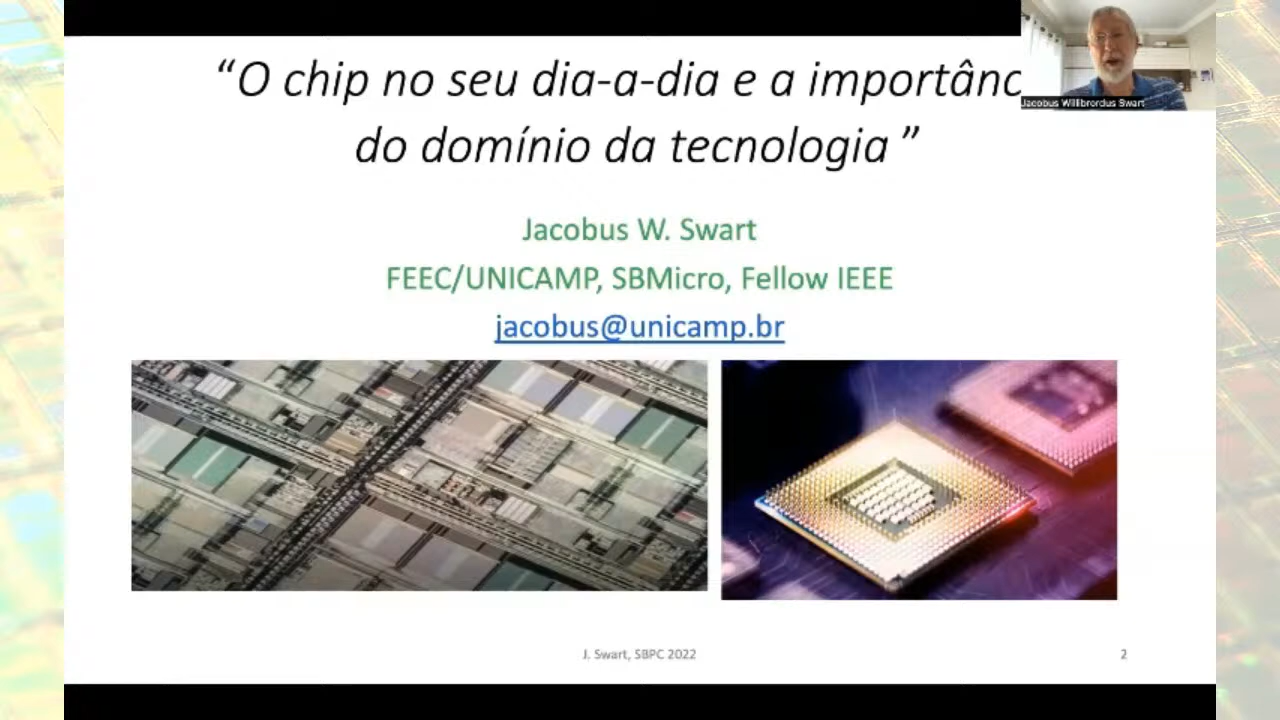 “O chip no seu dia-a-dia e a importânc
do domínio da tecnologia”
Jacobus Willibrordus Swart
Jacobus W. Swart
FEEC/UNICAMP, SBMicro, Fellow IEEE
jacobus@unicamp.br
J. Swart, SBPC 2022
2